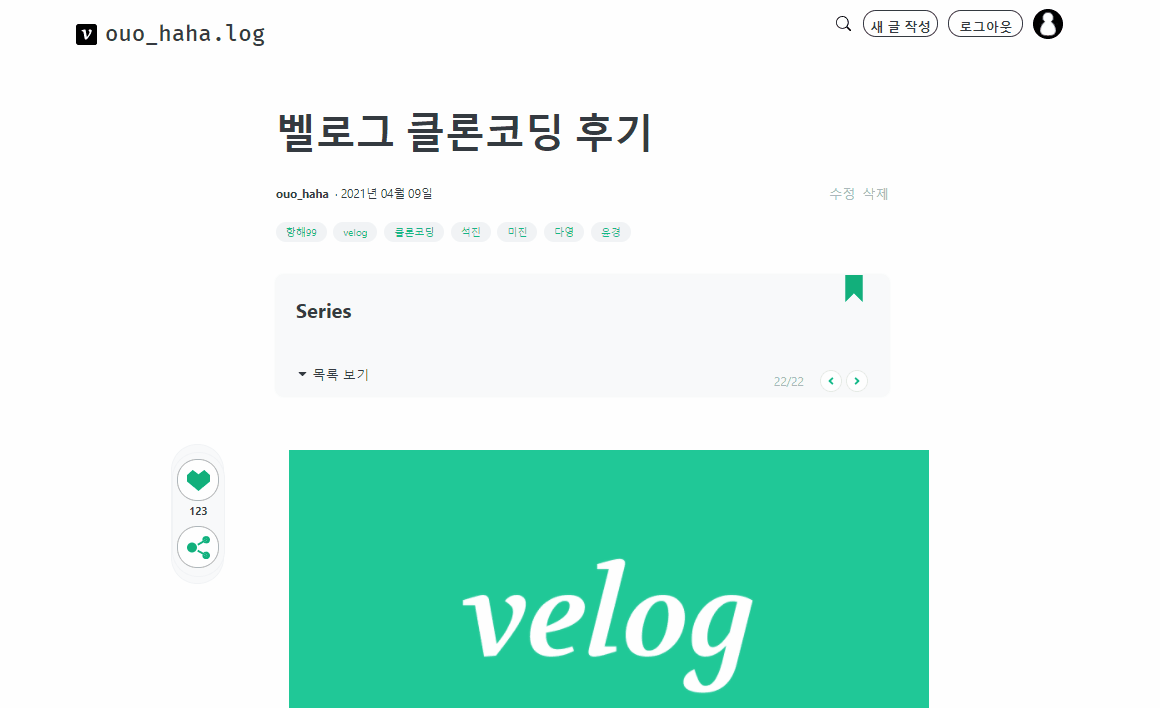 v ouo_haha.log
새 글 작성 로그아웃
벨로그 클론코딩 후기
ouo_haha · 2021년 04월 09일
수정 삭제
항해99 velog 클론코딩 석진 미진 다영 윤경
Series
목록 보기
22/22
123
velog